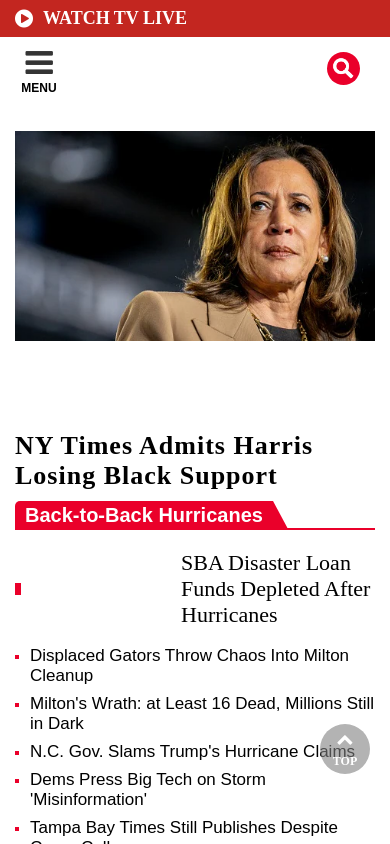 WATCH TV LIVE
MENU
NY Times Admits Harris
Losing Black Support
Back-to-Back Hurricanes
SBA Disaster Loan
Funds Depleted After
Hurricanes
Displaced Gators Throw Chaos Into Milton
Cleanup
Milton's Wrath: at Least 16 Dead, Millions Still
in Dark
N.C. Gov. Slams Trump's Hurricane Claims
TOP
Dems Press Big Tech on Storm
'Misinformation'
Tampa Bay Times Still Publishes Despite